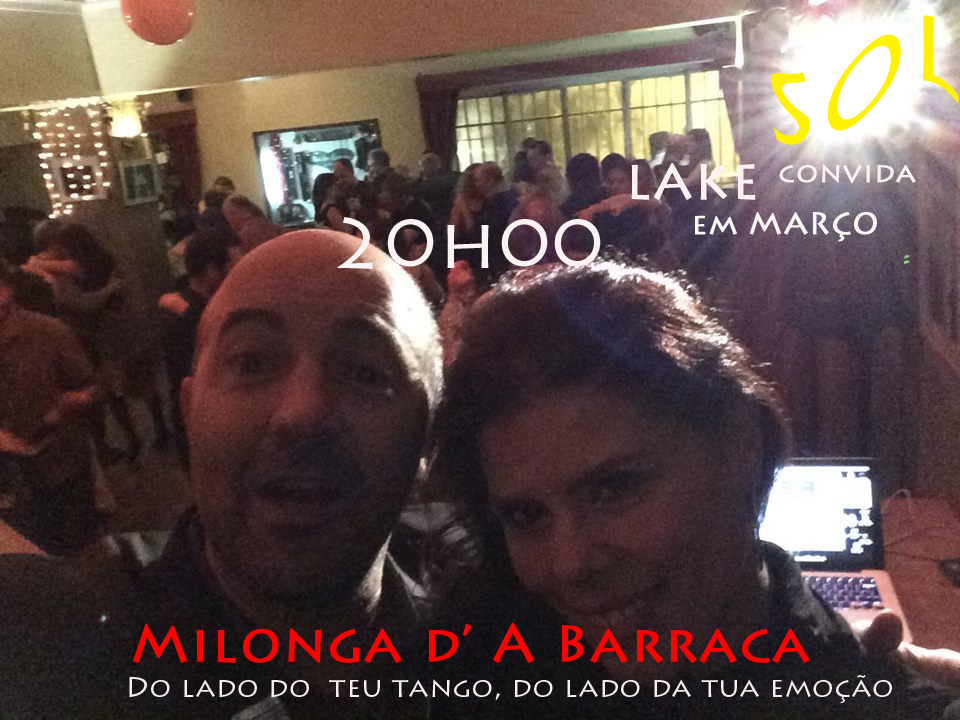 SOL
LAKE CONVIDA
EM MARÇO
20H00
MILONGA D' A BARRACA
DO LADO DO TEU TANGO, DO LADO DA TUA EMOÇÃO